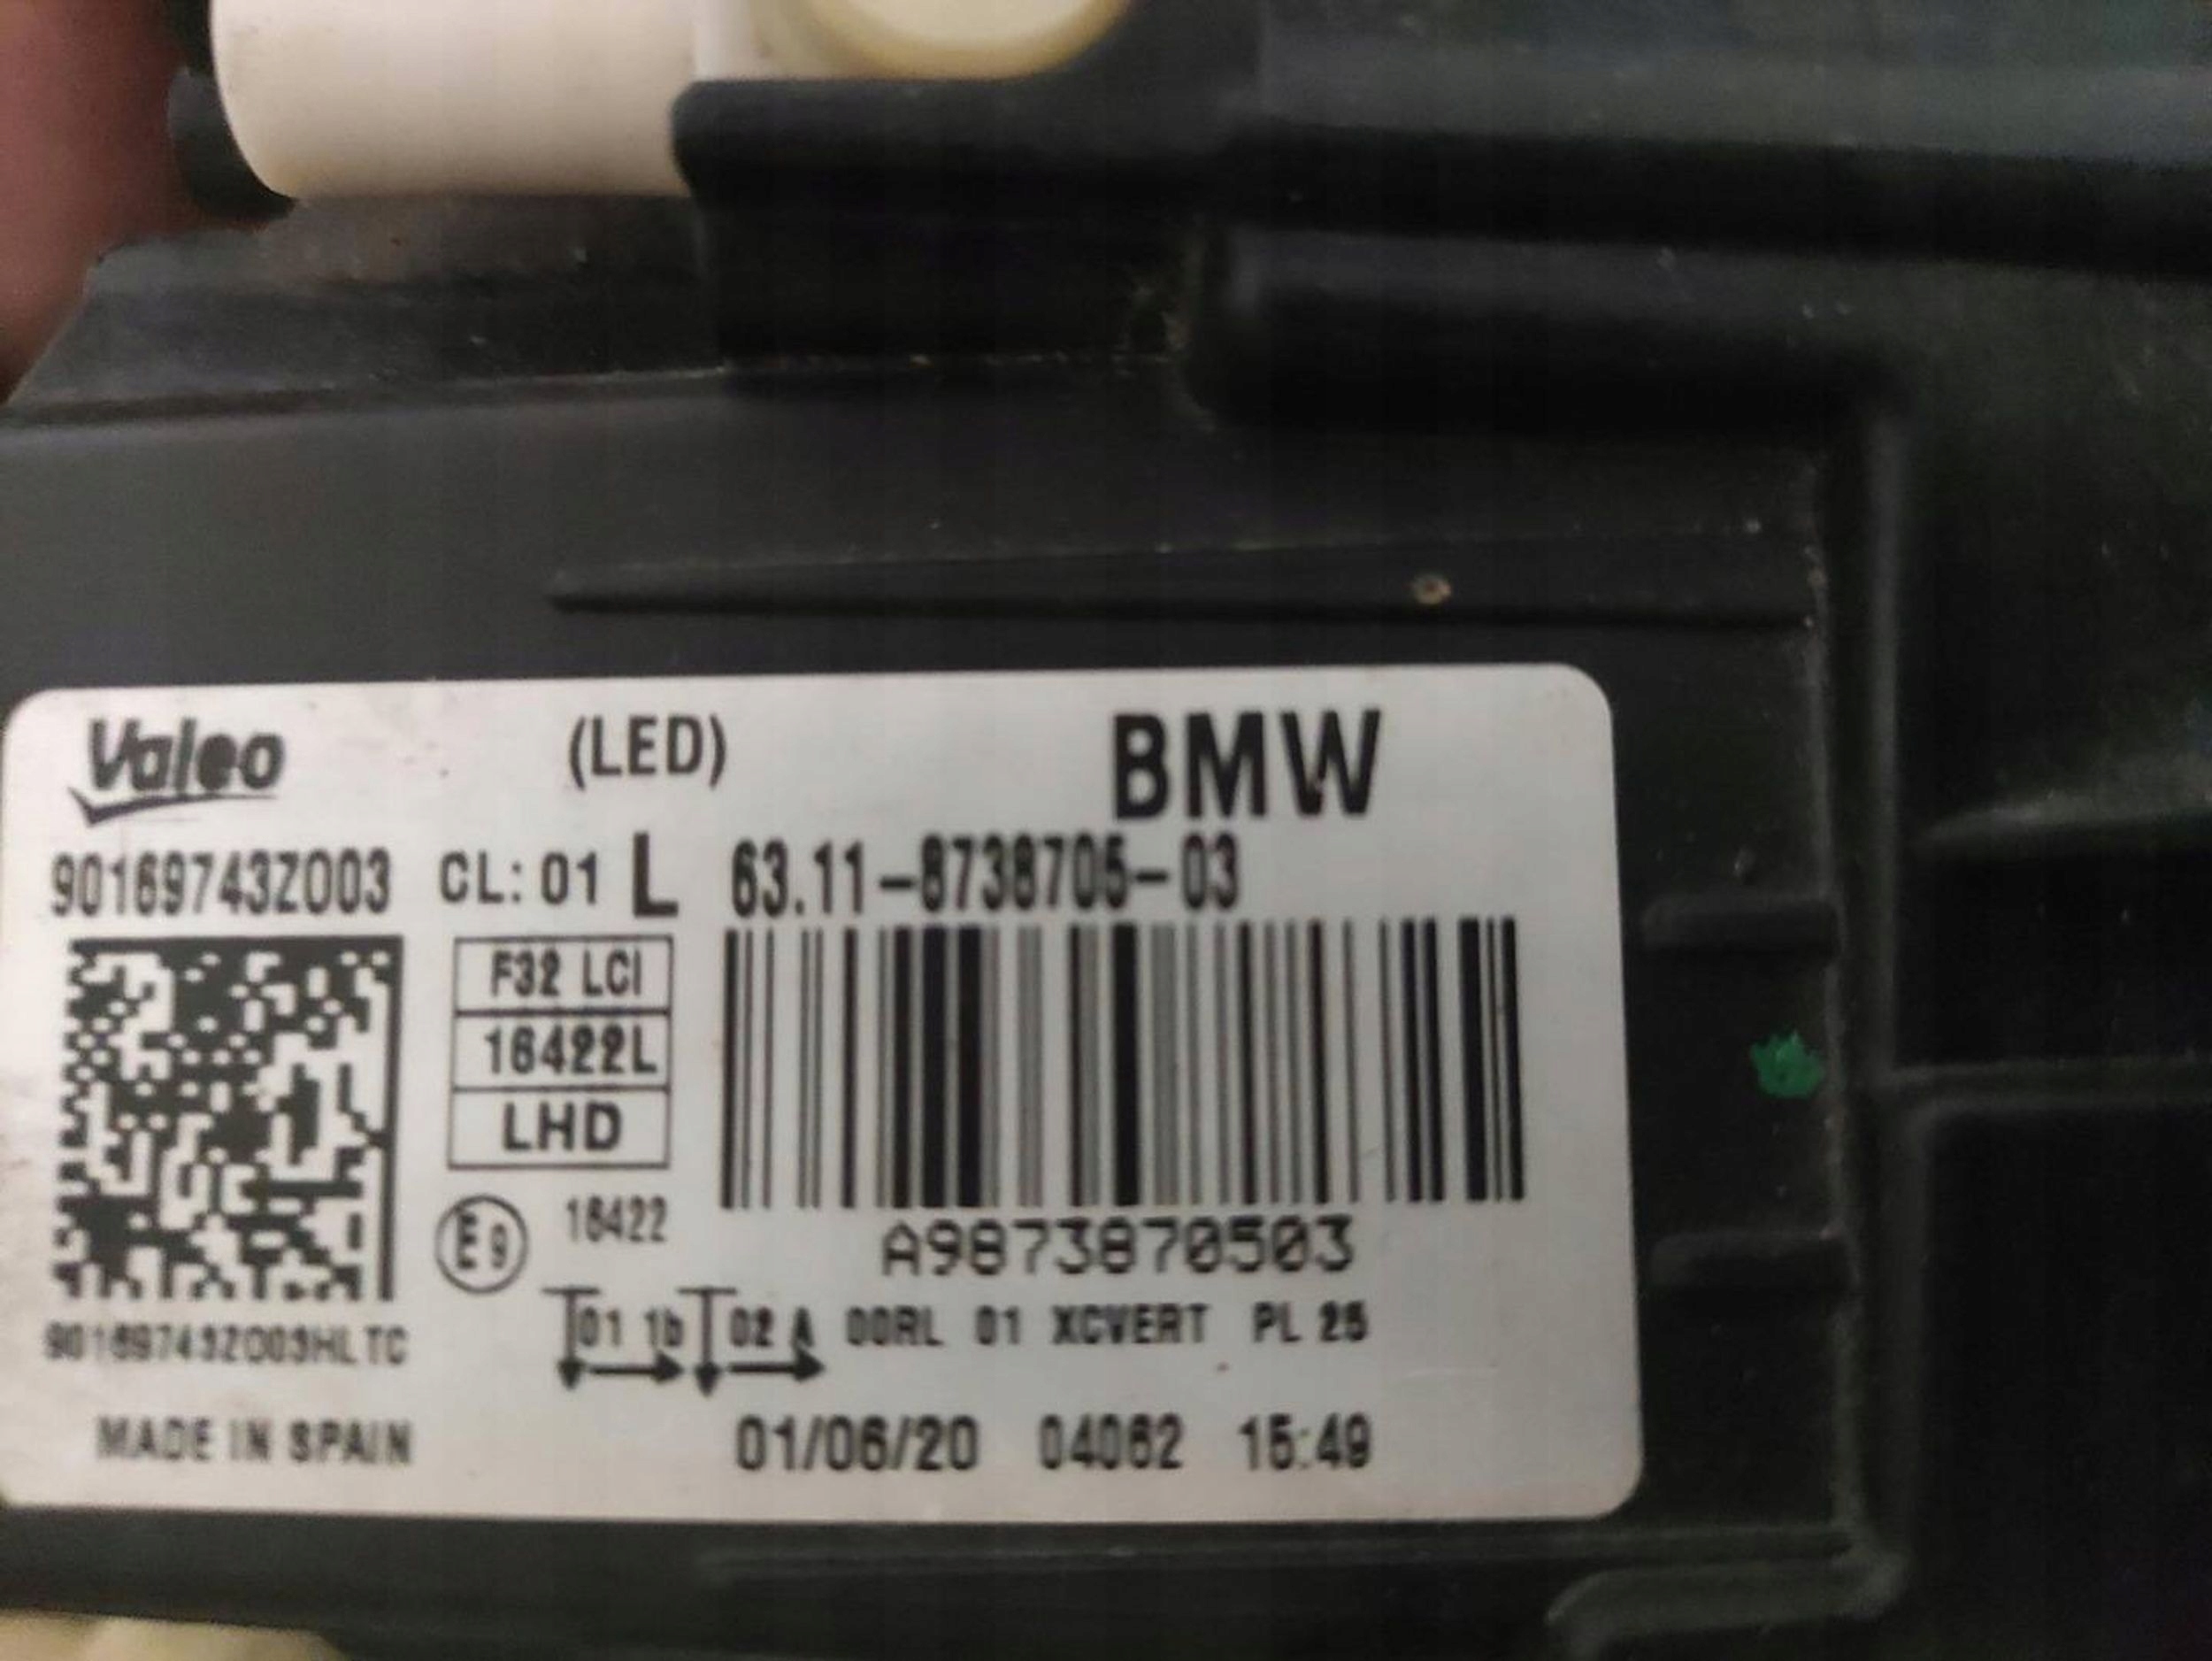 Valeo (LED) BMW
90169743Z003 CL: 01 L 63.11-8738705-03
F32 LCI
16422L
LHD
E9 16422
A9873870503
90169743Z003HLTC
01 1b 02 A 00RL 01 XCVERT PL 25
MADE IN SPAIN 01/06/20 04062 15:49